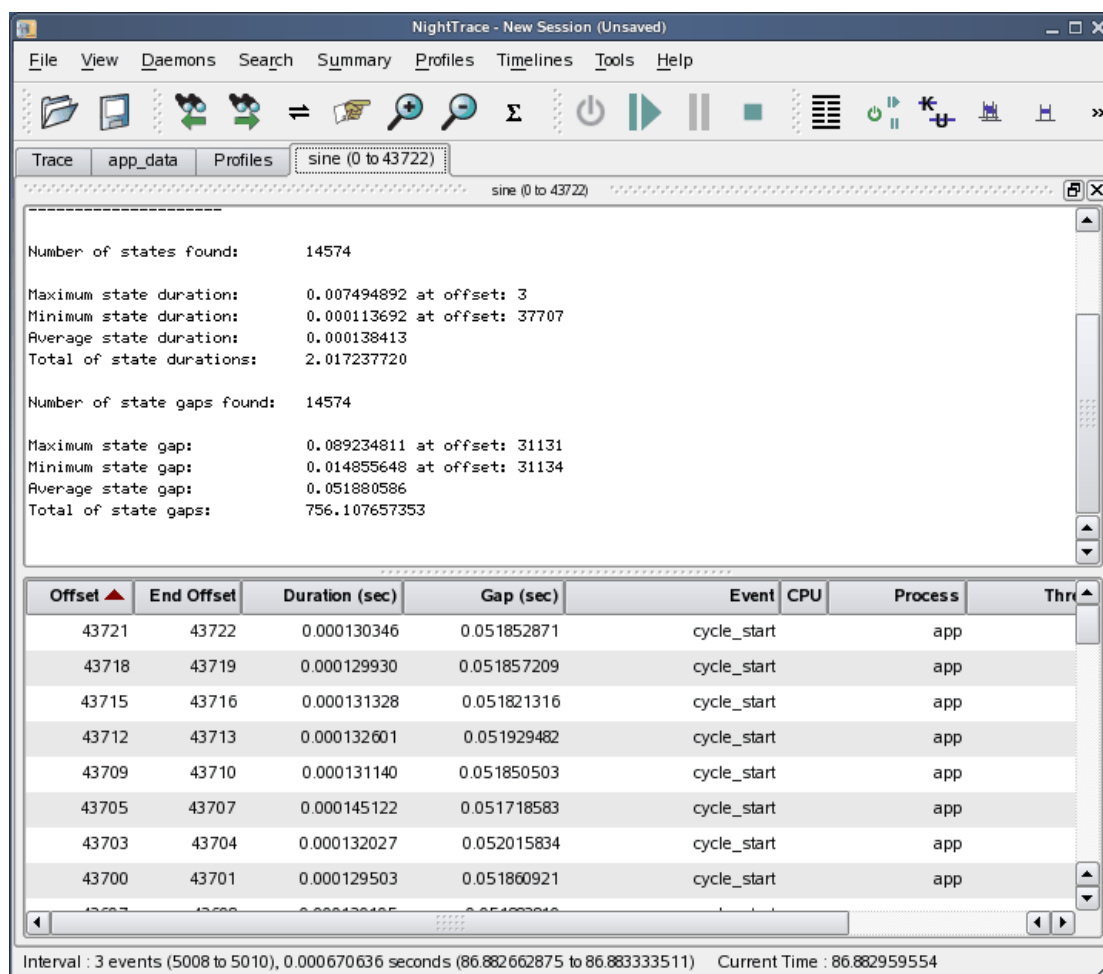 NightTrace - New Session (Unsaved)
File View Daemons Search Summary Profiles Timelines Tools Help
Σ K U »
Trace app_data Profiles sine (0 to 43722)
sine (0 to 43722)
---------------------
Number of states found: 14574
Maximum state duration: 0.007494892 at offset: 3
Minimum state duration: 0.000113692 at offset: 37707
Average state duration: 0.000138413
Total of state durations: 2.017237720
Number of state gaps found: 14574
Maximum state gap: 0.089234811 at offset: 31131
Minimum state gap: 0.014855648 at offset: 31134
Average state gap: 0.051880586
Total of state gaps: 756.107657353
Offset End Offset Duration (sec) Gap (sec) Event CPU Process Thre
43721 43722 0.000130346 0.051852871 cycle_start app
43718 43719 0.000129930 0.051857209 cycle_start app
43715 43716 0.000131328 0.051821316 cycle_start app
43712 43713 0.000132601 0.051929482 cycle_start app
43709 43710 0.000131140 0.051850503 cycle_start app
43705 43707 0.000145122 0.051718583 cycle_start app
43703 43704 0.000132027 0.052015834 cycle_start app
43700 43701 0.000129503 0.051860921 cycle_start app
Interval : 3 events (5008 to 5010), 0.000670636 seconds (86.882662875 to 86.883333511) Current Time : 86.882959554